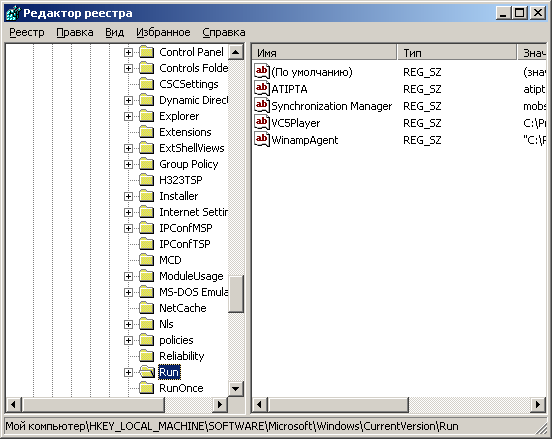 Редактор реестра
Реестр Правка Вид Избранное Справка
Control Panel
Controls Folde
CSCSettings
Dynamic Direct
Explorer
Extensions
ExtShellViews
Group Policy
H323TSP
Installer
Internet Settin
IPConfMSP
IPConfTSP
MCD
ModuleUsage
MS-DOS Emula
NetCache
Nls
policies
Reliability
Run
RunOnce
Имя Тип Знач
(По умолчанию) REG_SZ (знач
ATIPTA REG_SZ atipt
Synchronization Manager REG_SZ mobs
VC5Player REG_SZ C:\Pr
WinampAgent REG_SZ "C:\P
Мой компьютер\HKEY_LOCAL_MACHINE\SOFTWARE\Microsoft\Windows\CurrentVersion\Run